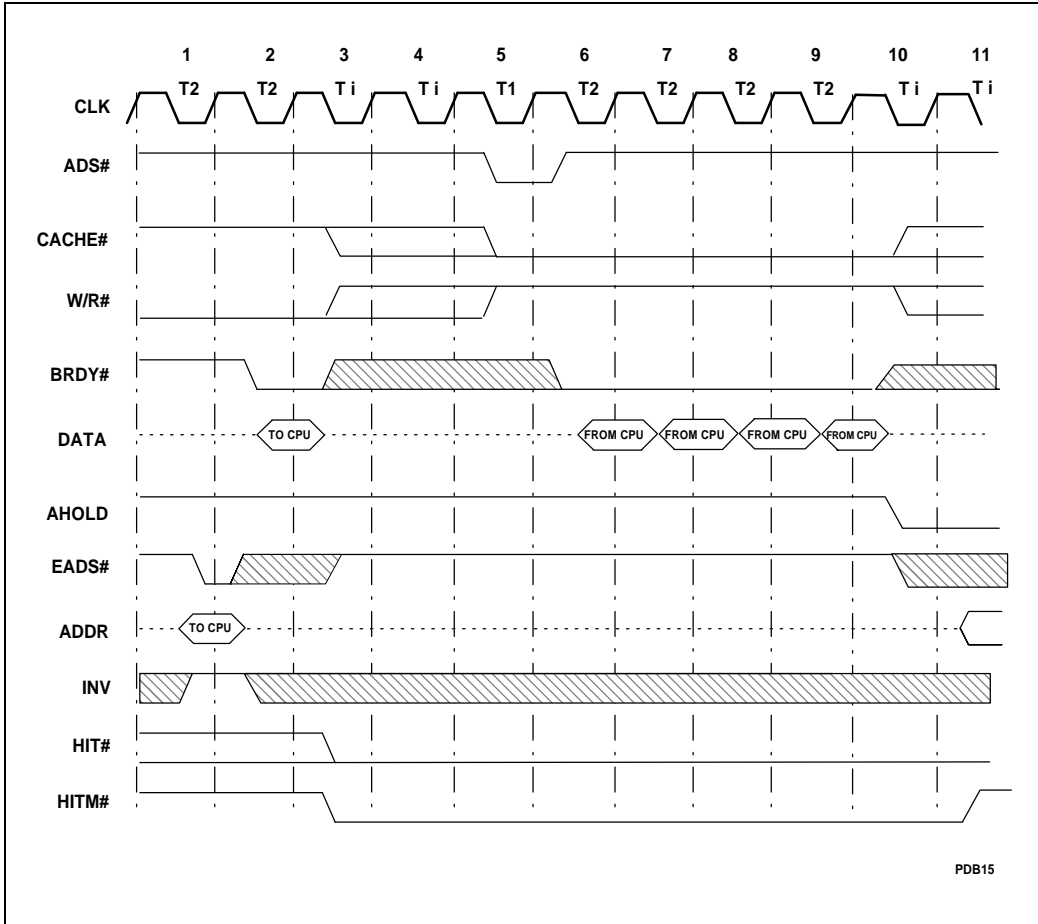 1 2 3 4 5 6 7 8 9 10 11
T2 T2 T i T i T1 T2 T2 T2 T2 T i T i
CLK
ADS#
CACHE#
W/R#
BRDY#
DATA TO CPU FROM CPU FROM CPU FROM CPU FROM CPU
AHOLD
EADS#
ADDR TO CPU
INV
HIT#
HITM#
PDB15